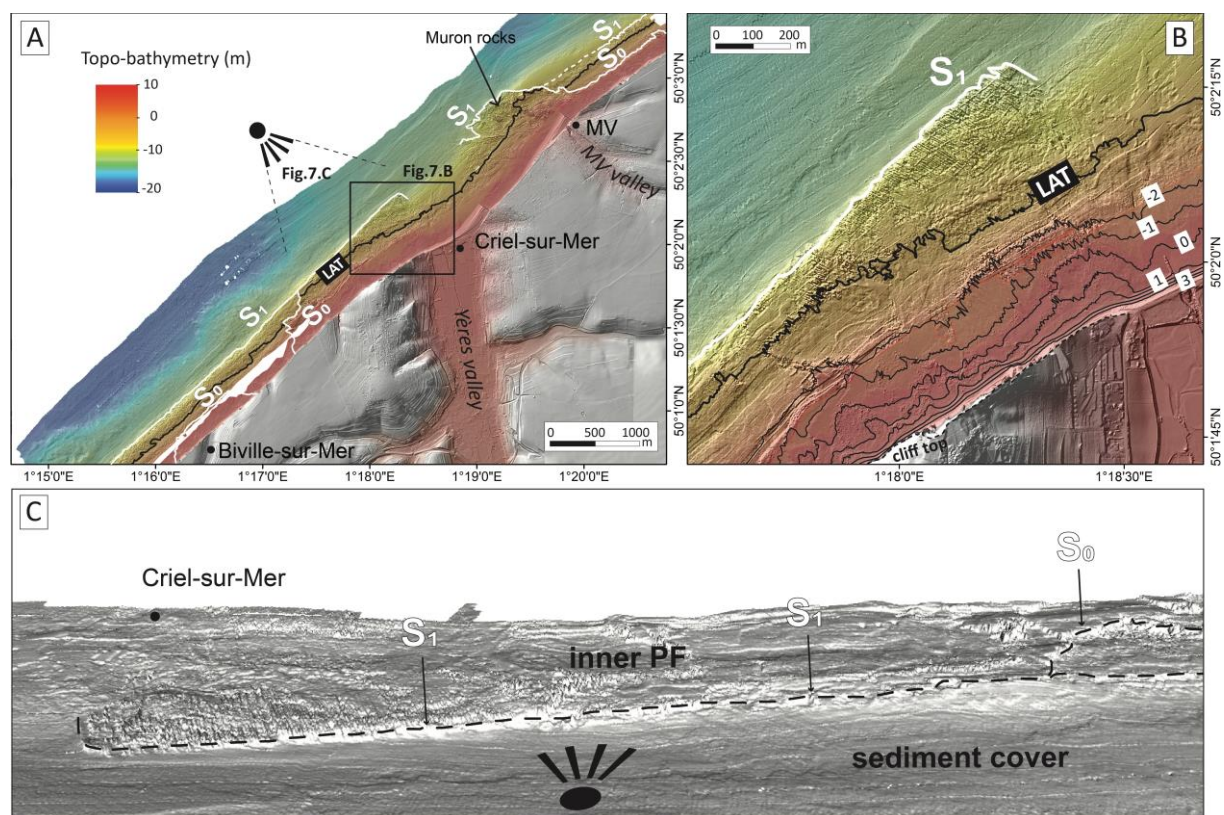 A
Topo-bathymetry (m)
10
0
-10
-20
Fig.7.C
Muron rocks
S1
S0
S1
MV
MV valley
Fig.7.B
Criel-sur-Mer
LAT
S1
S0
S0
Yères valley
Biville-sur-Mer
0 500 1000
m
1°15'0"E 1°16'0"E 1°17'0"E 1°18'0"E 1°19'0"E 1°20'0"E
50°3'0"N
50°2'30"N
50°2'0"N
50°1'30"N
50°1'0"N
B
0 100 200
m
S1
LAT
-2
-1
0
1
3
cliff top
50°2'15"N
50°2'0"N
50°1'45"N
1°18'0"E 1°18'30"E
C
Criel-sur-Mer
S0
S1
S1
inner PF
sediment cover